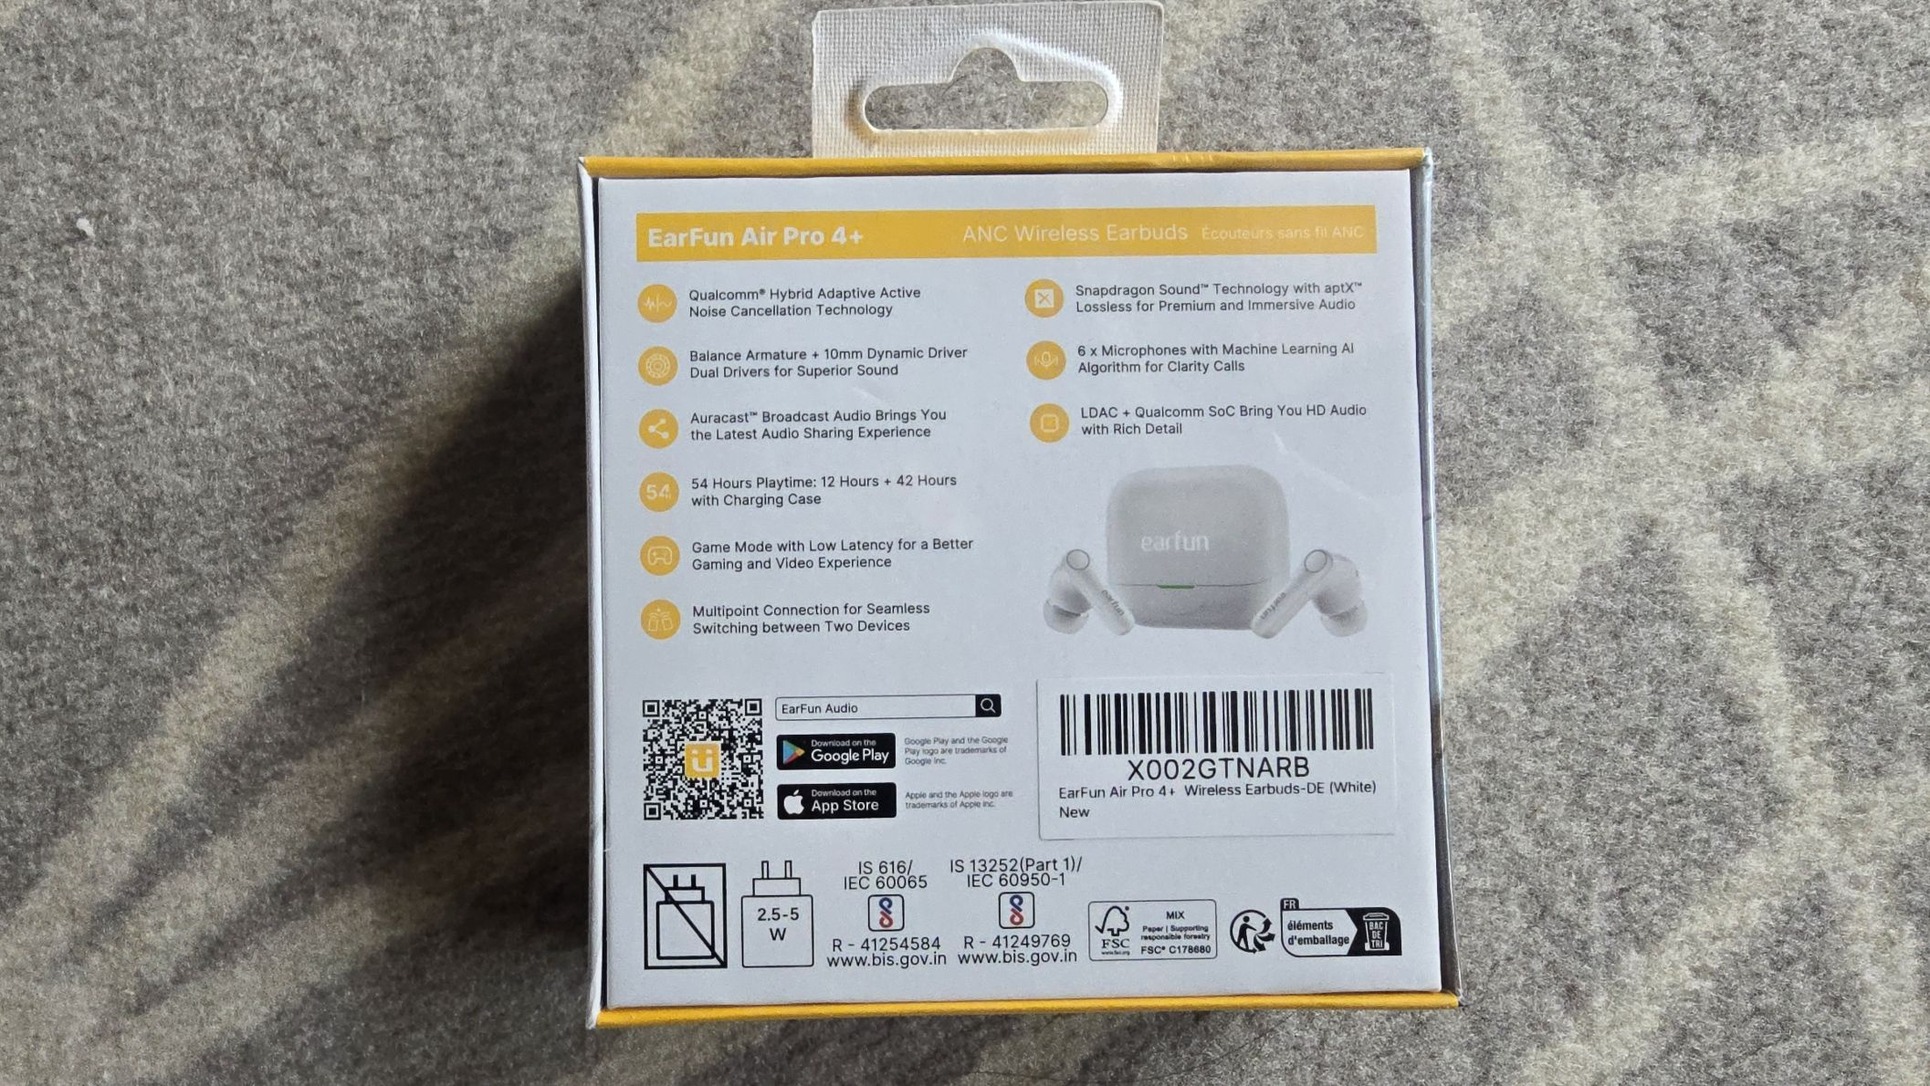 EarFun Air Pro 4+
ANC Wireless Earbuds Écouteurs sans fil ANC
Qualcomm® Hybrid Adaptive Active
Noise Cancellation Technology
Balance Armature + 10mm Dynamic Driver
Dual Drivers for Superior Sound
Auracast™ Broadcast Audio Brings You
the Latest Audio Sharing Experience
54
54 Hours Playtime: 12 Hours + 42 Hours
with Charging Case
Game Mode with Low Latency for a Better
Gaming and Video Experience
Multipoint Connection for Seamless
Switching between Two Devices
Snapdragon Sound™ Technology with aptX™
Lossless for Premium and Immersive Audio
6 x Microphones with Machine Learning AI
Algorithm for Clarity Calls
LDAC + Qualcomm SoC Bring You HD Audio
with Rich Detail
earfun
earfun
earfun
EarFun Audio
Download on the
Google Play
Google Play and the Google
Play logo are trademarks of
Google Inc.
Download on the
App Store
Apple and the Apple logo are
trademarks of Apple Inc.
X002GTNARB
EarFun Air Pro 4+ Wireless Earbuds-DE (White)
New
2.5-5
W
IS 616/
IEC 60065
R - 41254584
www.bis.gov.in
IS 13252(Part 1)/
IEC 60950-1
R - 41249769
www.bis.gov.in
FSC
www.fsc.org
MIX
Paper | Supporting
responsible forestry
FSC® C178680
FR
éléments
d'emballage
BAC
DE
TRI